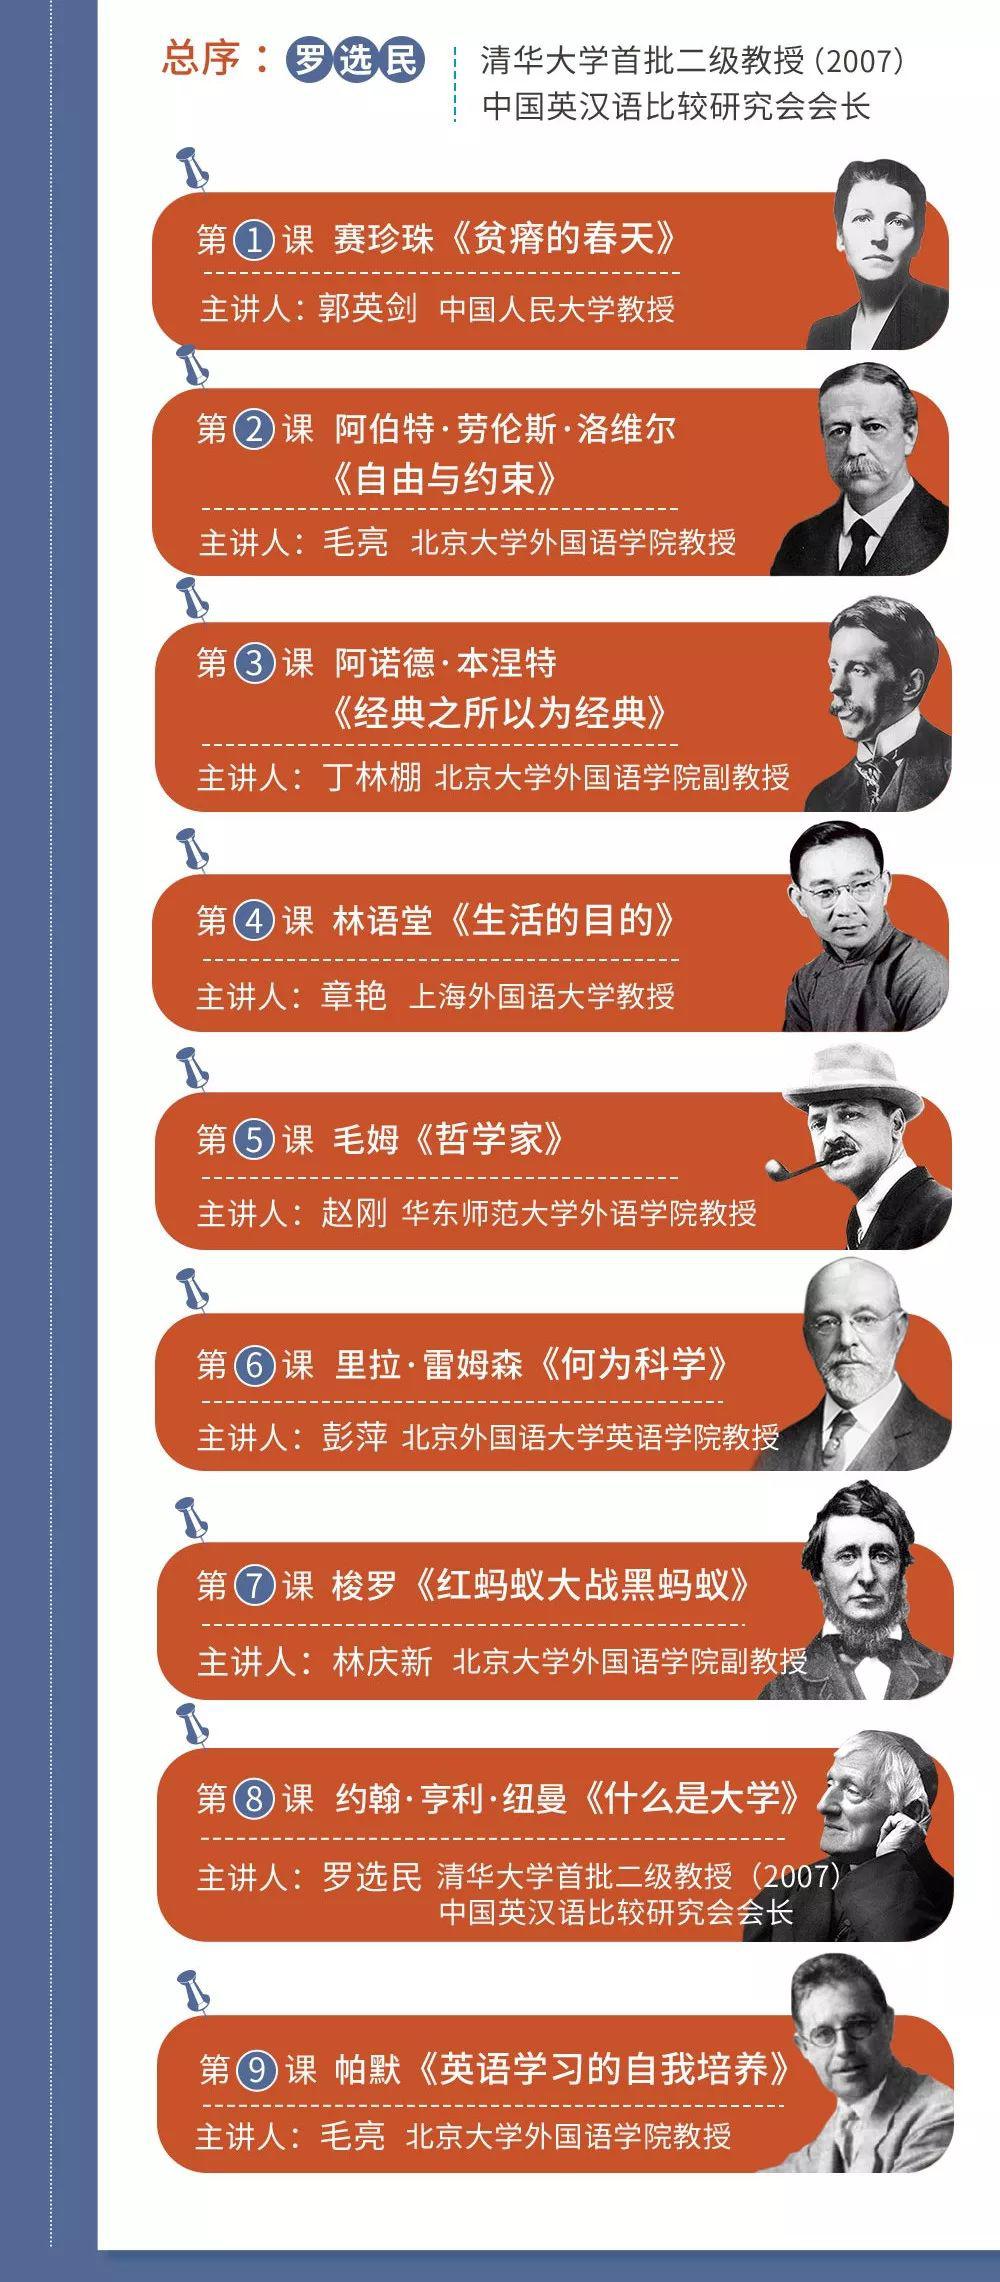 总序：罗选民
清华大学首批二级教授（2007）
中国英汉语比较研究会会长
第1课 赛珍珠《贫瘠的春天》
主讲人：郭英剑 中国人民大学教授
第2课 阿伯特·劳伦斯·洛维尔
《自由与约束》
主讲人：毛亮 北京大学外国语学院教授
第3课 阿诺德·本涅特
《经典之所以为经典》
主讲人：丁林棚 北京大学外国语学院副教授
第4课 林语堂《生活的目的》
主讲人：章艳 上海外国语大学教授
第5课 毛姆《哲学家》
主讲人：赵刚 华东师范大学外语学院教授
第6课 里拉·雷姆森《何为科学》
主讲人：彭萍 北京外国语大学英语学院教授
第7课 梭罗《红蚂蚁大战黑蚂蚁》
主讲人：林庆新 北京大学外国语学院副教授
第8课 约翰·亨利·纽曼《什么是大学》
主讲人：罗选民 清华大学首批二级教授（2007）
中国英汉语比较研究会会长
第9课 帕默《英语学习的自我培养》
主讲人：毛亮 北京大学外国语学院教授